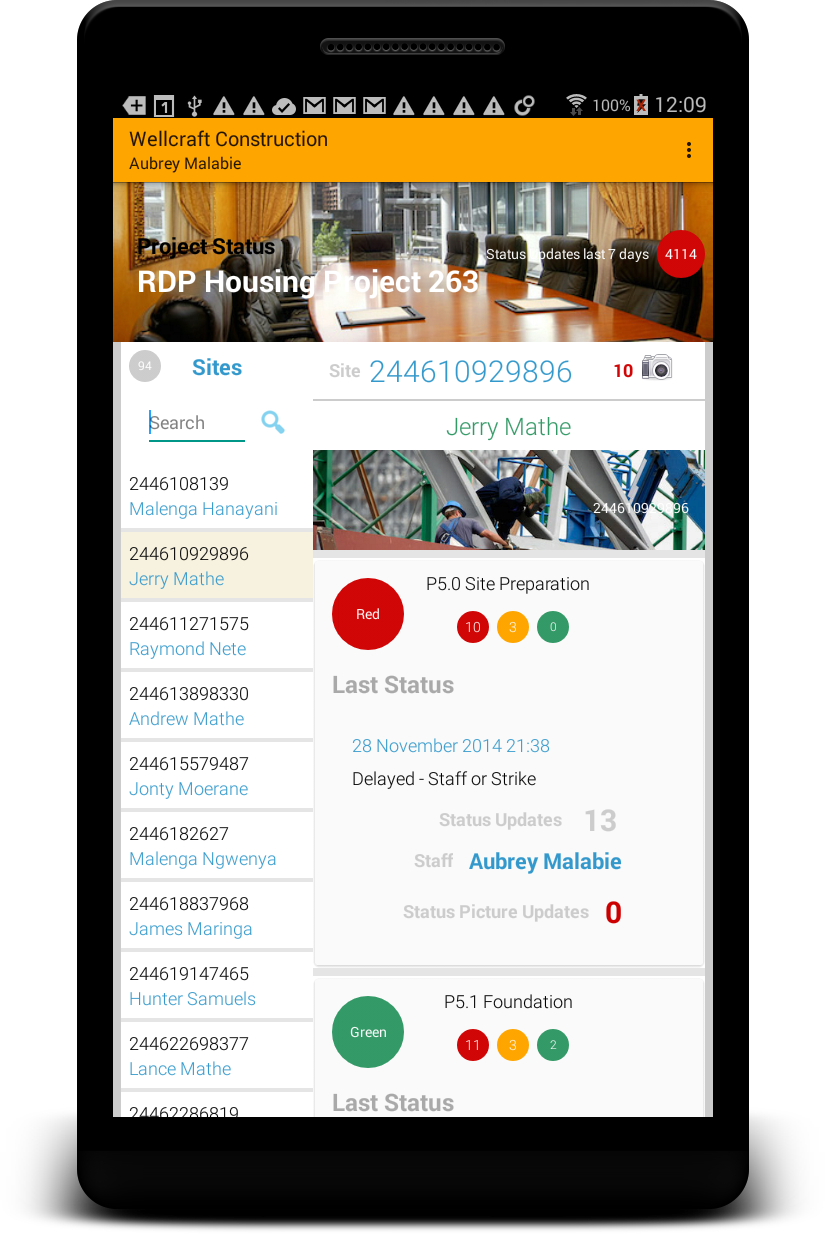 1
100%
12:09
Wellcraft Construction
Aubrey Malabie
Project Status
Status updates last 7 days
4114
RDP Housing Project 263
94
Sites
Search
2446108139
Malenga Hanayani
244610929896
Jerry Mathe
244611271575
Raymond Nete
244613898330
Andrew Mathe
244615579487
Jonty Moerane
2446182627
Malenga Ngwenya
244618837968
James Maringa
244619147465
Hunter Samuels
244622698377
Lance Mathe
24462286819
Site 244610929896
10
Jerry Mathe
244610929896
Red
P5.0 Site Preparation
10 3 0
Last Status
28 November 2014 21:38
Delayed - Staff or Strike
Status Updates 13
Staff Aubrey Malabie
Status Picture Updates 0
Green
P5.1 Foundation
11 3 2
Last Status